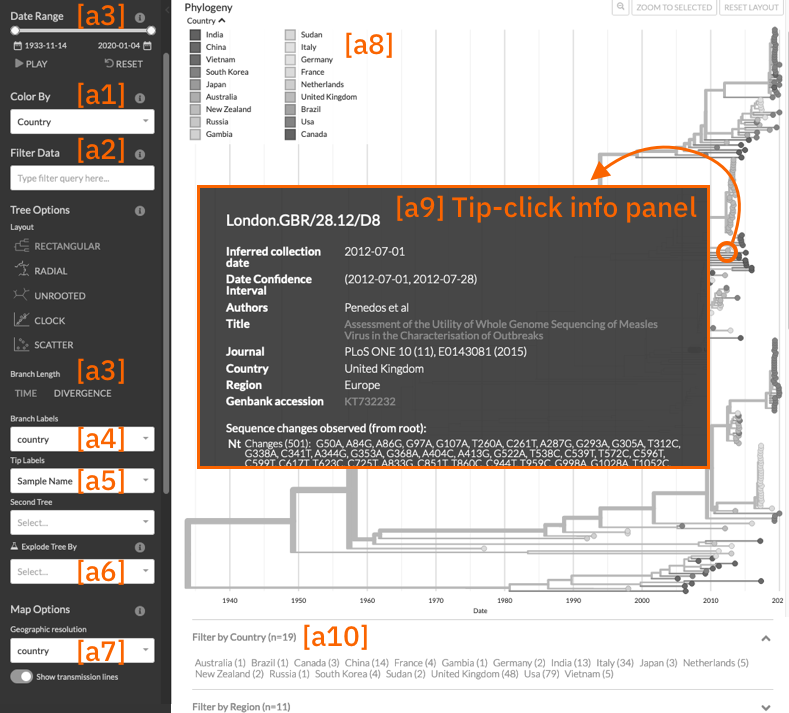 Date Range [a3]
1933-11-14 2020-01-04
PLAY RESET
Color By [a1]
Country
Filter Data [a2]
Type filter query here...
Tree Options
Layout
RECTANGULAR
RADIAL
UNROOTED
CLOCK
SCATTER
Branch Length [a3]
TIME DIVERGENCE
Branch Labels
country [a4]
Tip Labels
Sample Name [a5]
Second Tree
Select...
Explode Tree By
Select... [a6]
Map Options
Geographic resolution
country [a7]
Show transmission lines
Phylogeny
ZOOM TO SELECTED RESET LAYOUT
Country
[a8]
India
China
Vietnam
South Korea
Japan
Australia
New Zealand
Russia
Gambia
Sudan
Italy
Germany
France
Netherlands
United Kingdom
Brazil
Usa
Canada
[a9] Tip-click info panel
London.GBR/28.12/D8
Inferred collection date 2012-07-01
Date Confidence Interval (2012-07-01, 2012-07-28)
Authors Penedos et al
Title Assessment of the Utility of Whole Genome Sequencing of Measles
Virus in the Characterisation of Outbreaks
Journal PLoS ONE 10 (11), E0143081 (2015)
Country United Kingdom
Region Europe
Genbank accession KT732232
Sequence changes observed (from root):
Nt Changes (501): G50A, A84G, A86G, G97A, G107A, T260A, C261T, A287G, G293A, G305A, T312C,
G338A, C341T, A344G, G353A, G368A, A404C, A413G, G522A, T538C, C539T, T572C, C596T,
C599T, C617T, T623C, C725T, A833G, C851T, T860C, C944T, T959C, G998A, G1028A, T1052C,
1940 1950 1960 1970 1980 1990 2000 2010 202
Date
Filter by Country (n=19) [a10]
Australia (1) Brazil (1) Canada (3) China (14) France (4) Gambia (1) Germany (2) India (13) Italy (34) Japan (3) Netherlands (5)
New Zealand (2) Russia (1) South Korea (4) Sudan (2) United Kingdom (48) Usa (79) Vietnam (5)
Filter by Region (n=11)